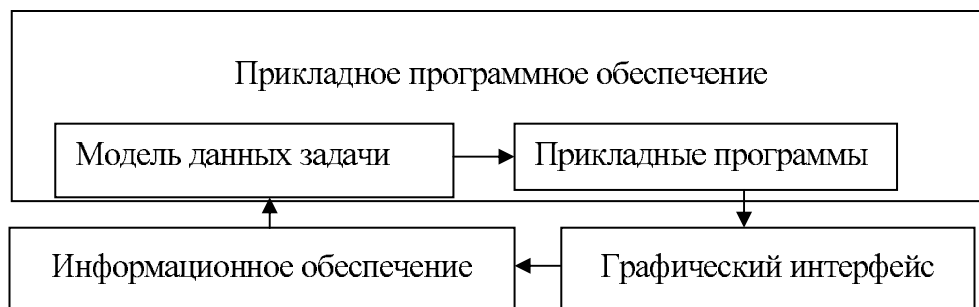 Прикладное программное обеспечение
Модель данных задачи
Прикладные программы
Информационное обеспечение
Графический интерфейс